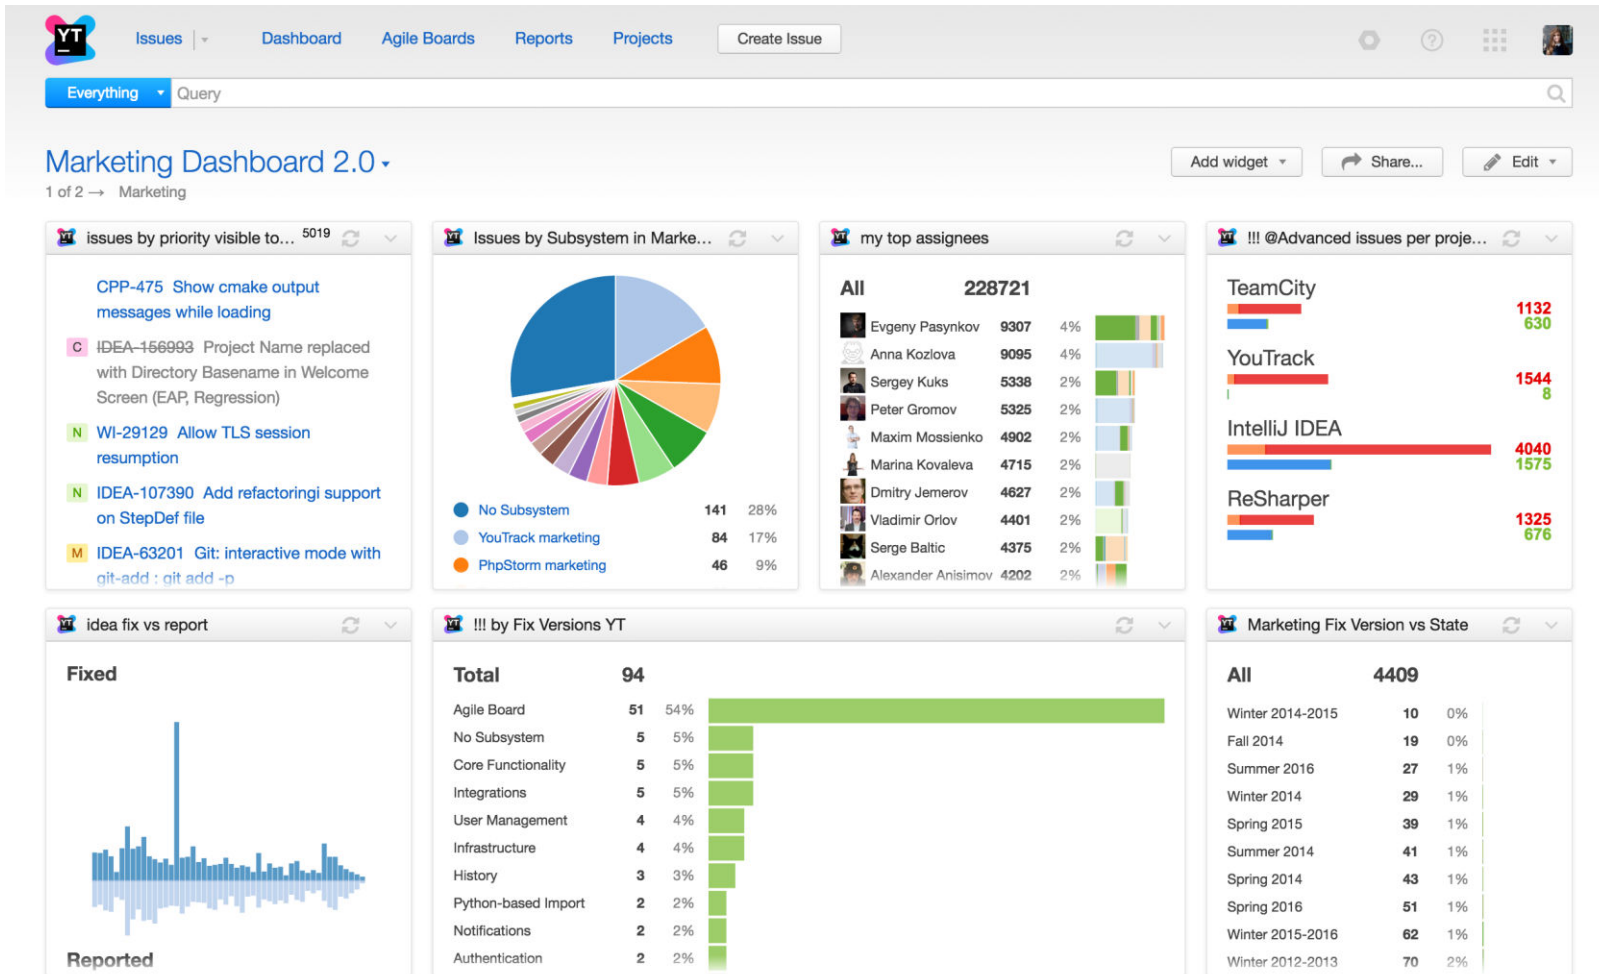 YT
Issues
Dashboard
Agile Boards
Reports
Projects
Create Issue
?
Everything
Query
Marketing Dashboard 2.0
Add widget
Share...
Edit
1 of 2 → Marketing
issues by priority visible to... 5019
CPP-475 Show cmake output
messages while loading
C IDEA-156993 Project Name replaced
with Directory Basename in Welcome
Screen (EAP, Regression)
N WI-29129 Allow TLS session
resumption
N IDEA-107390 Add refactoringi support
on StepDef file
M IDEA-63201 Git: interactive mode with
git-add ; git add -p
Issues by Subsystem in Marke...
No Subsystem 141 28%
YouTrack marketing 84 17%
PhpStorm marketing 46 9%
my top assignees
All 228721
Evgeny Pasynkov 9307 4%
Anna Kozlova 9095 4%
Sergey Kuks 5338 2%
Peter Gromov 5325 2%
Maxim Mossienko 4902 2%
Marina Kovaleva 4715 2%
Dmitry Jemerov 4627 2%
Vladimir Orlov 4401 2%
Serge Baltic 4375 2%
Alexander Anisimov 4202 2%
!!! @Advanced issues per proje...
TeamCity
1132
630
YouTrack
1544
8
IntelliJ IDEA
4040
1575
ReSharper
1325
676
idea fix vs report
Fixed
Reported
!!! by Fix Versions YT
Total 94
Agile Board 51 54%
No Subsystem 5 5%
Core Functionality 5 5%
Integrations 5 5%
User Management 4 4%
Infrastructure 4 4%
History 3 3%
Python-based Import 2 2%
Notifications 2 2%
Authentication 2 2%
Marketing Fix Version vs State
All 4409
Winter 2014-2015 10 0%
Fall 2014 19 0%
Summer 2016 27 1%
Winter 2014 29 1%
Spring 2015 39 1%
Summer 2014 41 1%
Spring 2014 43 1%
Spring 2016 51 1%
Winter 2015-2016 62 1%
Winter 2012-2013 70 2%